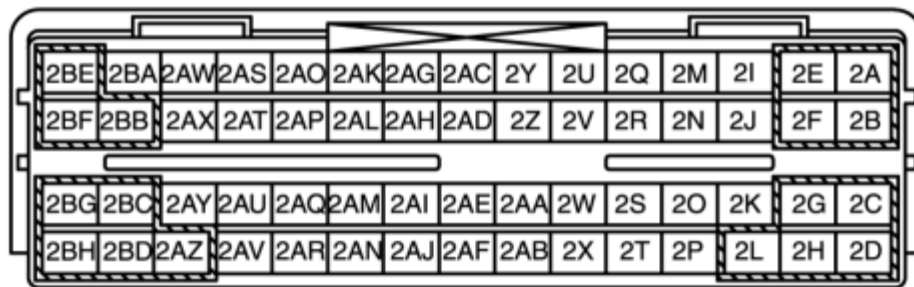 2BE 2BA 2AW 2AS 2AO 2AK 2AG 2AC 2Y 2U 2Q 2M 2I 2E 2A
2BF 2BB 2AX 2AT 2AP 2AL 2AH 2AD 2Z 2V 2R 2N 2J 2F 2B
2BG 2BC 2AY 2AU 2AQ 2AM 2AI 2AE 2AA 2W 2S 2O 2K 2G 2C
2BH 2BD 2AZ 2AV 2AR 2AN 2AJ 2AF 2AB 2X 2T 2P 2L 2H 2D